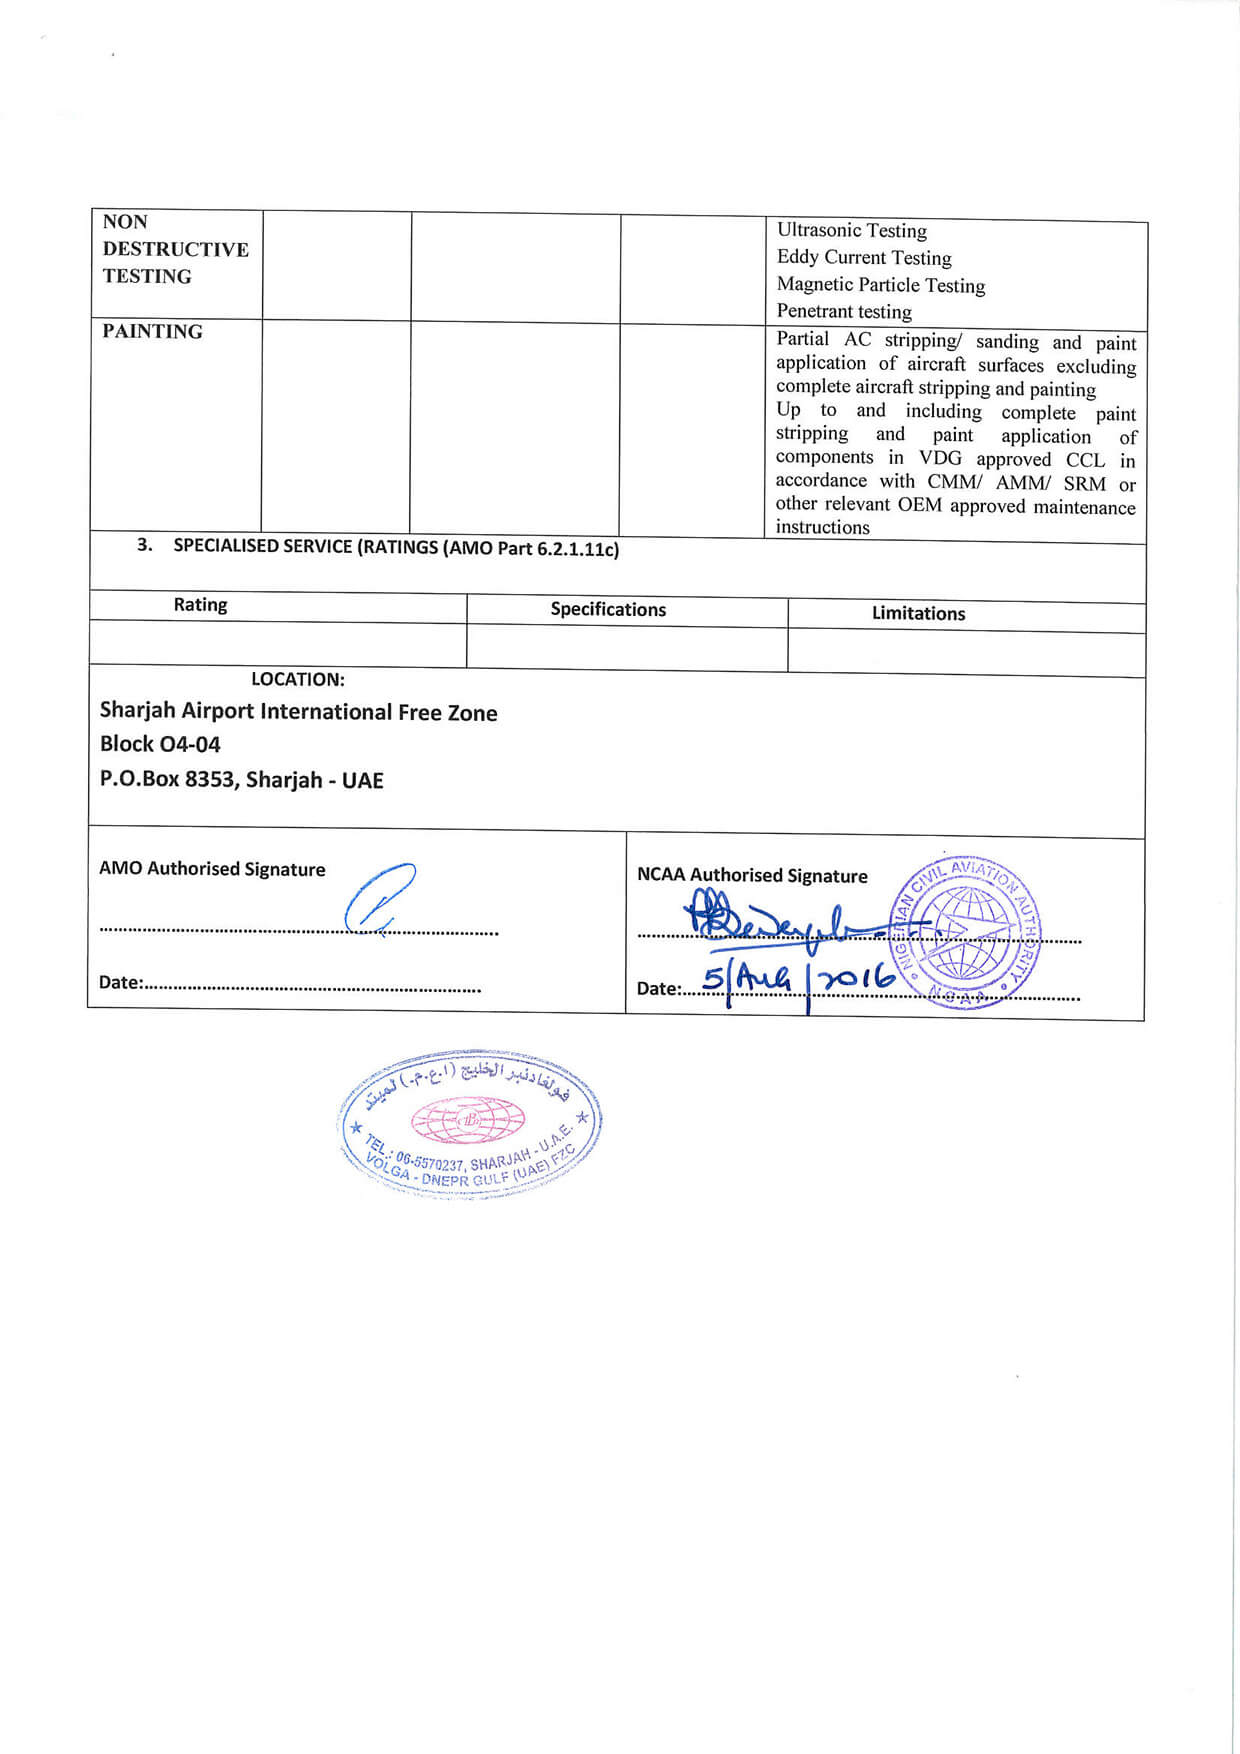 NON
DESTRUCTIVE
TESTING
Ultrasonic Testing
Eddy Current Testing
Magnetic Particle Testing
Penetrant testing
PAINTING
Partial AC stripping/ sanding and paint
application of aircraft surfaces excluding
complete aircraft stripping and painting
Up to and including complete paint
stripping and paint application of
components in VDG approved CCL in
accordance with CMM/ AMM/ SRM or
other relevant OEM approved maintenance
instructions
3. SPECIALISED SERVICE (RATINGS (AMO Part 6.2.1.11c)
Rating Specifications Limitations
LOCATION:
Sharjah Airport International Free Zone
Block O4-04
P.O.Box 8353, Sharjah - UAE
AMO Authorised Signature
Date:
NCAA Authorised Signature
Date: 5/Aug/2016
NIGERIAN CIVIL AVIATION AUTHORITY
NCAA
فولغادنبر الخليج (ا.ع.م.) لميتد
TEL.: 06-5570237, SHARJAH - U.A.E.
VOLGA - DNEPR GULF (UAE) FZC